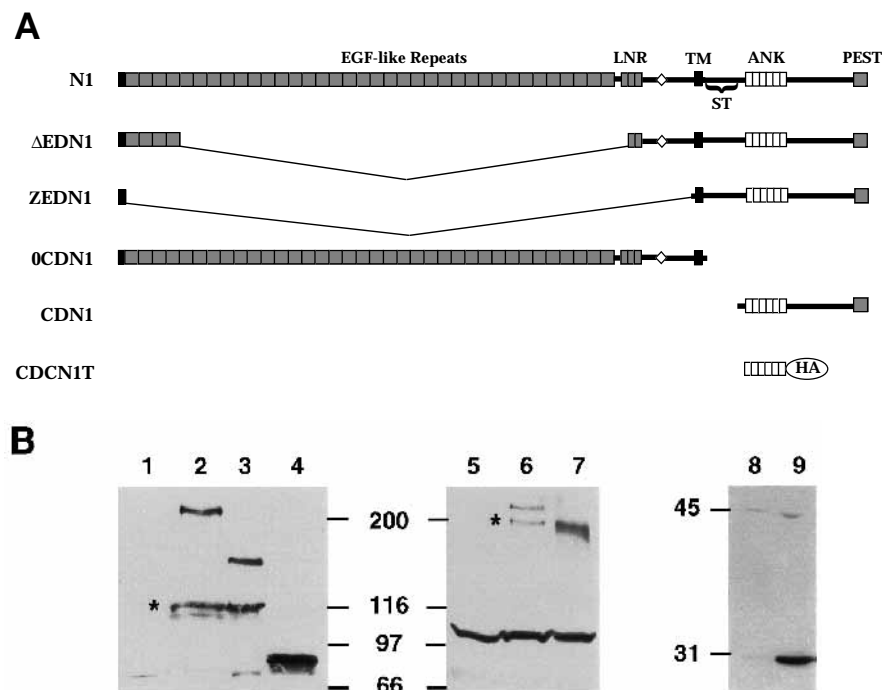 A
EGF-like Repeats LNR TM ANK PEST
N1
ST
ΔEDN1
ZEDN1
0CDN1
CDN1
CDCN1T HA
B
1 2 3 4 5 6 7 8 9
200 45
*
*
116
97
31
66